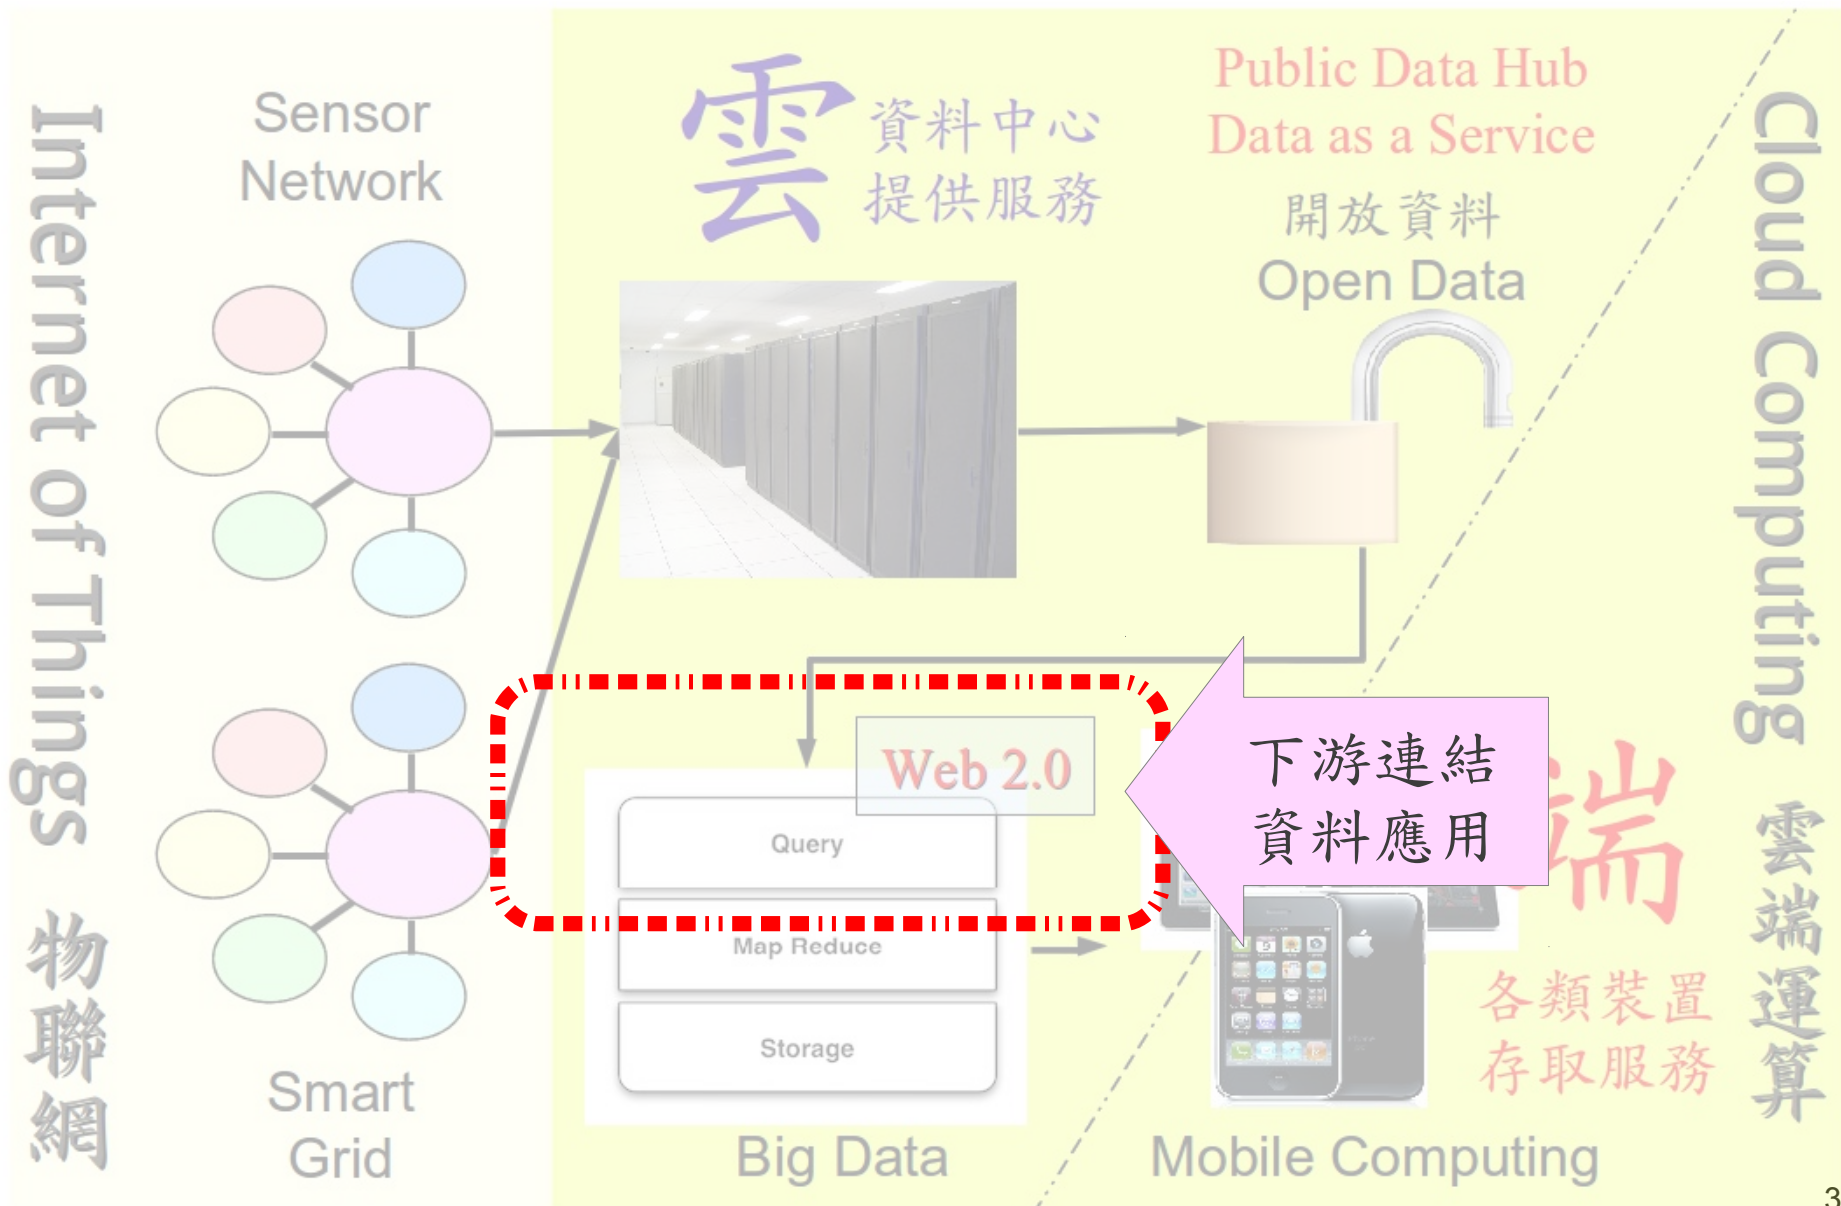 Internet of Things 物聯網
Sensor
Network
Smart
Grid
雲
資料中心
提供服務
Public Data Hub
Data as a Service
開放資料
Open Data
Web 2.0
Query
Map Reduce
Storage
Big Data
下游連結
資料應用
端
各類裝置
存取服務
Mobile Computing
Cloud Computing 雲端運算
3